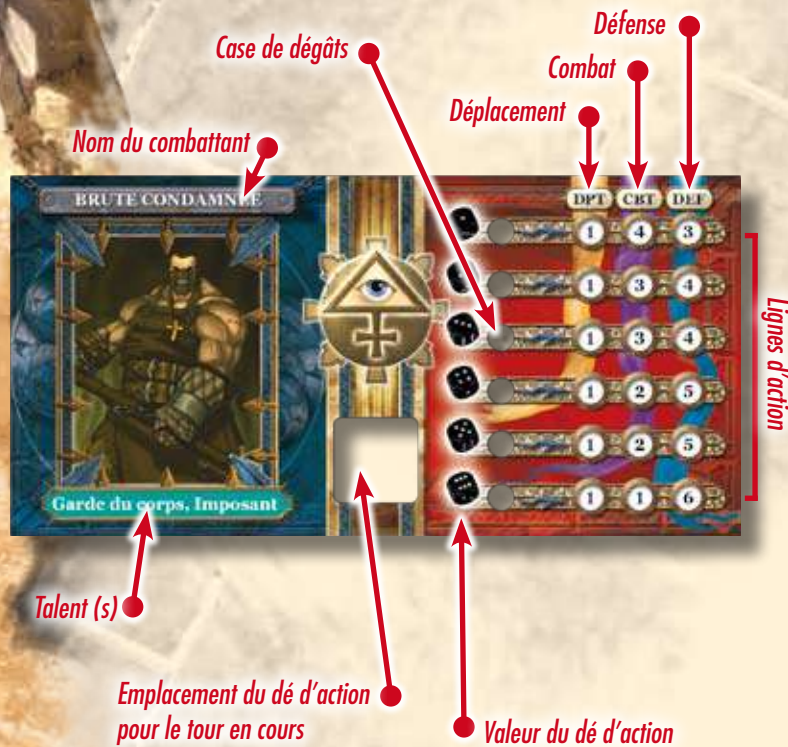 Défense
Case de dégâts
Combat
Déplacement
Nom du combattant
BRUTE CONDAMNÉE
DPT CBT DEF
1 4 3
1 3 4
1 3 4
1 2 5
1 2 5
1 1 6
Lignes d'action
Garde du corps, Imposant
Talent (s)
Emplacement du dé d'action
pour le tour en cours
Valeur du dé d'action